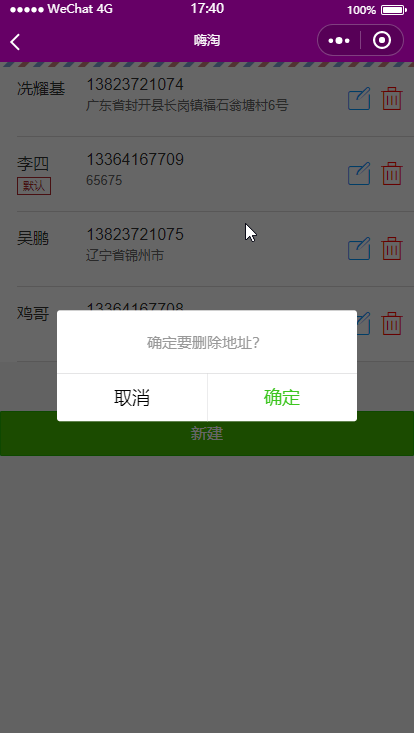 WeChat 4G 17:40 100%
嗨淘
冼耀基 13823721074
广东省封开县长岗镇福石翁塘村6号
李四 13364167709
默认 65675
吴鹏 13823721075
辽宁省锦州市
鸡哥 13364167708
确定要删除地址?
取消 确定
新建